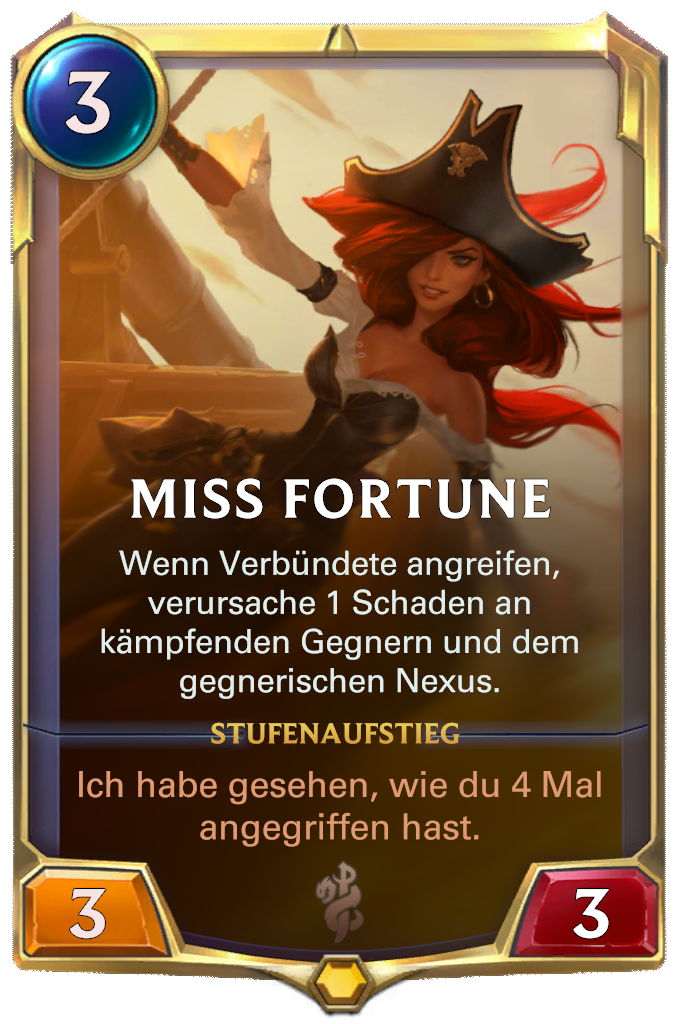 3
MISS FORTUNE
Wenn Verbündete angreifen,
verursache 1 Schaden an
kämpfenden Gegnern und dem
gegnerischen Nexus.
STUFENAUFSTIEG
Ich habe gesehen, wie du 4 Mal
angegriffen hast.
3
3